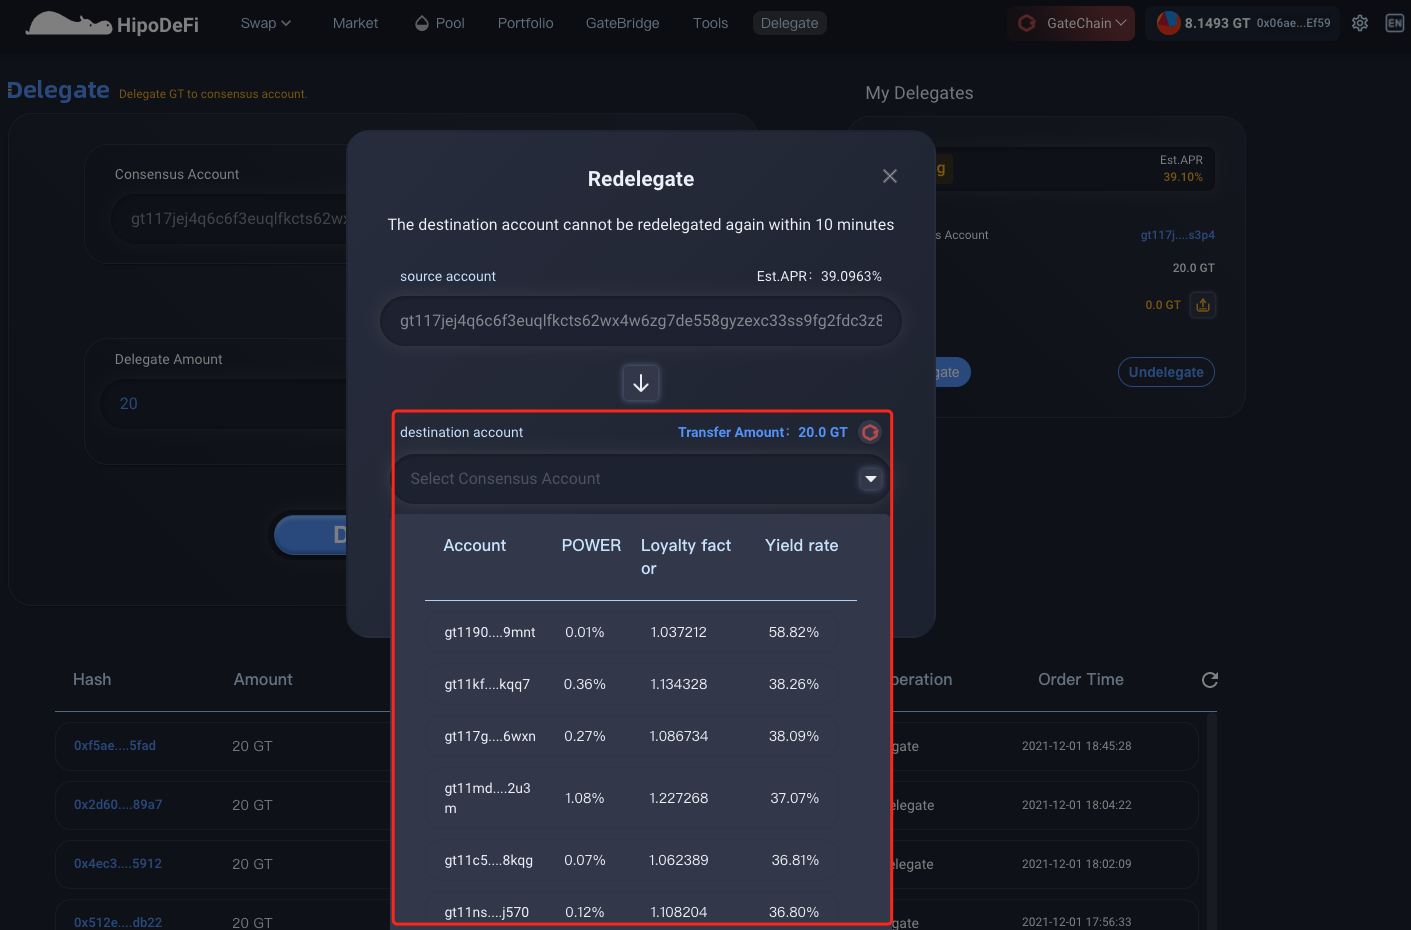 HipoDeFi
Swap
Market
Pool
Portfolio
GateBridge
Tools
Delegate
GateChain
8.1493 GT 0x06ae...Ef59
EN
Delegate Delegate GT to consensus account.
My Delegates
Consensus Account
gt117jej4q6c6f3euqlfkcts62wx
Delegate Amount
20
D
g
Est.APR
39.10%
s Account
gt117j....s3p4
20.0 GT
0.0 GT
gate
Undelegate
Redelegate
The destination account cannot be redelegated again within 10 minutes
source account
Est.APR: 39.0963%
gt117jej4q6c6f3euqlfkcts62wx4w6zg7de558gyzexc33ss9fg2fdc3z8
destination account
Transfer Amount: 20.0 GT
Select Consensus Account
Account POWER Loyalty fact Yield rate
or
gt1190....9mnt 0.01% 1.037212 58.82%
gt11kf....kqq7 0.36% 1.134328 38.26%
gt117g....6wxn 0.27% 1.086734 38.09%
gt11md....2u3
m
1.08% 1.227268 37.07%
gt11c5....8kqg 0.07% 1.062389 36.81%
gt11ns....j570 0.12% 1.108204 36.80%
Hash Amount peration Order Time
0xf5ae....5fad 20 GT gate 2021-12-01 18:45:28
0x2d60....89a7 20 GT elegate 2021-12-01 18:04:22
0x4ec3....5912 20 GT elegate 2021-12-01 18:02:09
0x512e....db22 20 GT gate 2021-12-01 17:56:33